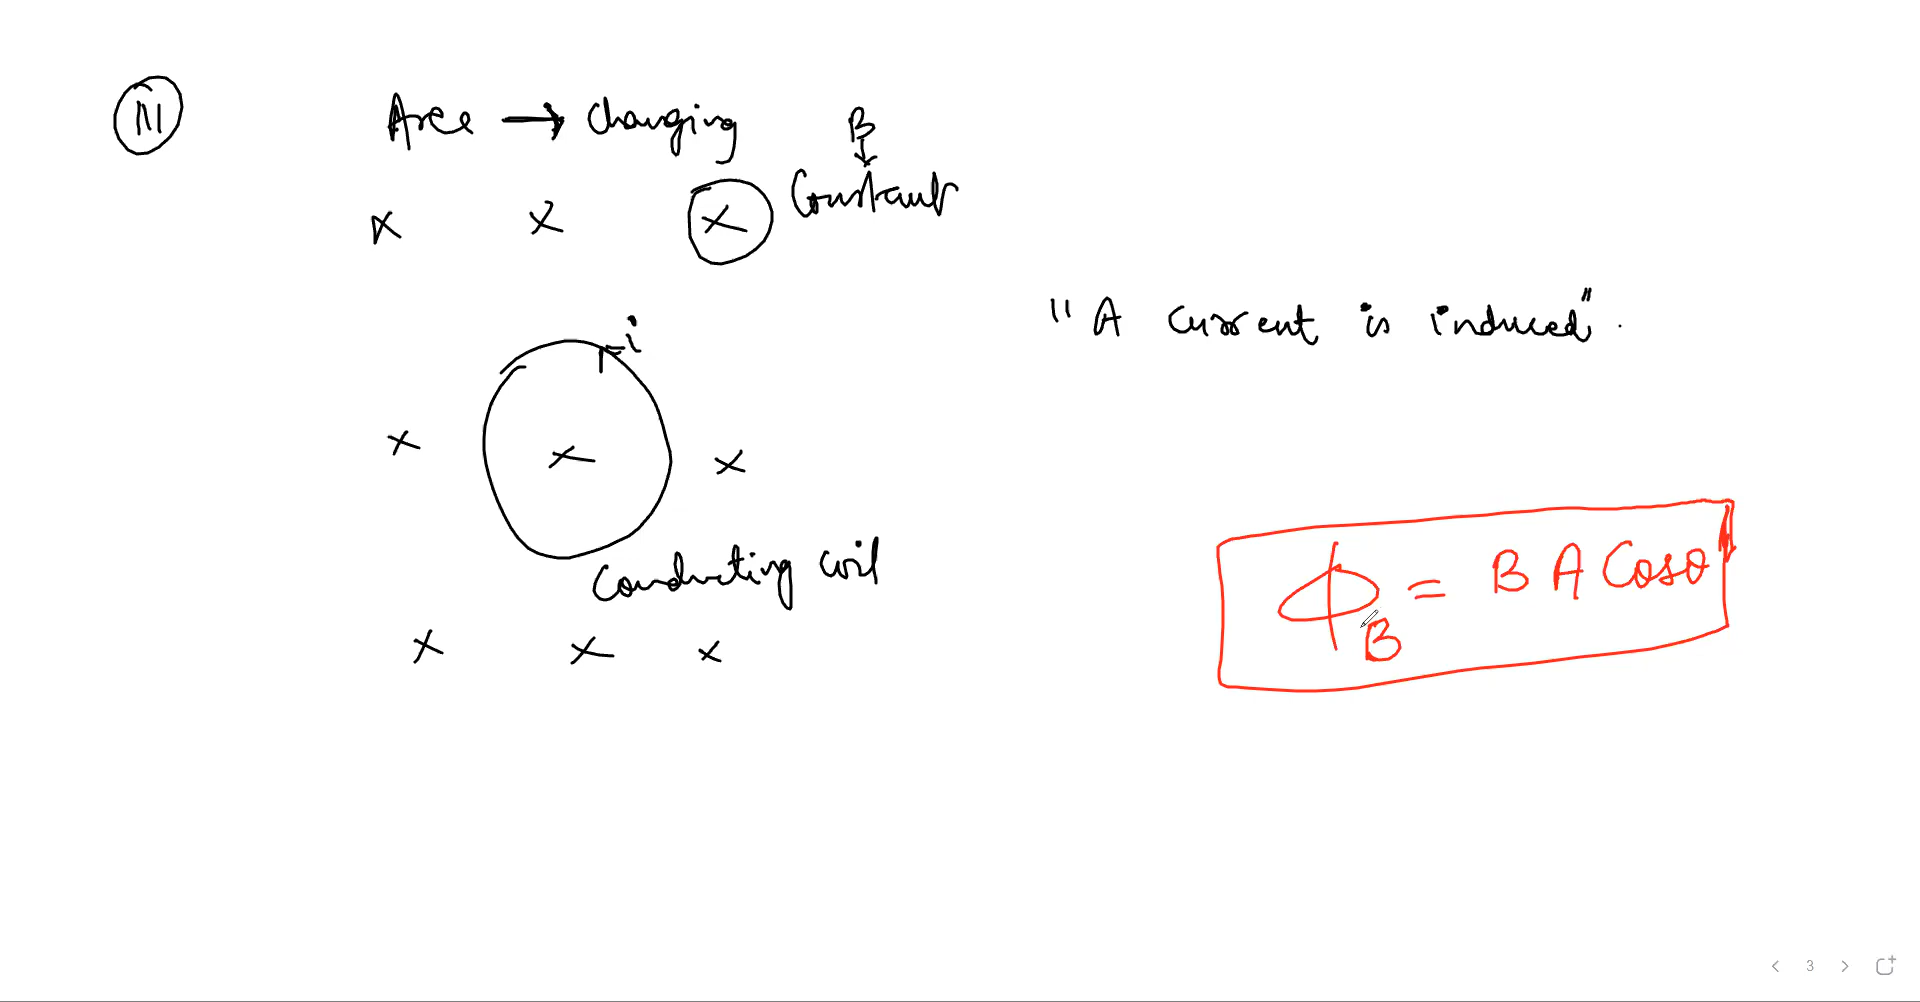 III
Area → Changing
B
↓
Constant
x x x
"A current is induced".
i
x x x
Conducting coil
x x x
ϕ_B = B A Cosθ
3